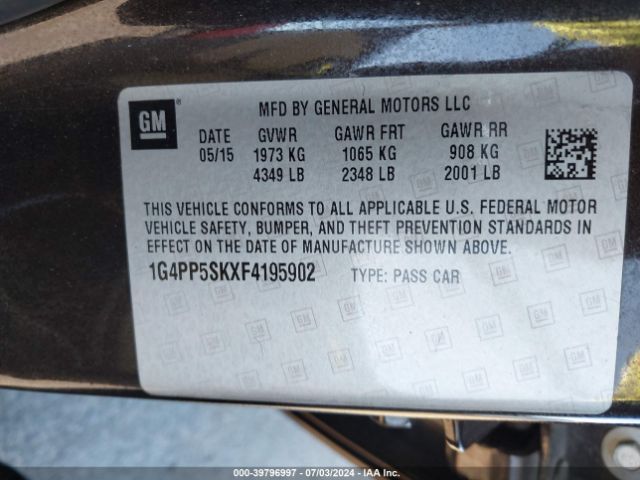 GM ®
MFD BY GENERAL MOTORS LLC
DATE GVWR GAWR FRT GAWR RR
05/15 1973 KG 1065 KG 908 KG
4349 LB 2348 LB 2001 LB
THIS VEHICLE CONFORMS TO ALL APPLICABLE U.S. FEDERAL MOTOR
VEHICLE SAFETY, BUMPER, AND THEFT PREVENTION STANDARDS IN
EFFECT ON THE DATE OF MANUFACTURE SHOWN ABOVE.
1G4PP5SKXF4195902 TYPE: PASS CAR
000-39796997 - 07/03/2024 - IAA Inc.